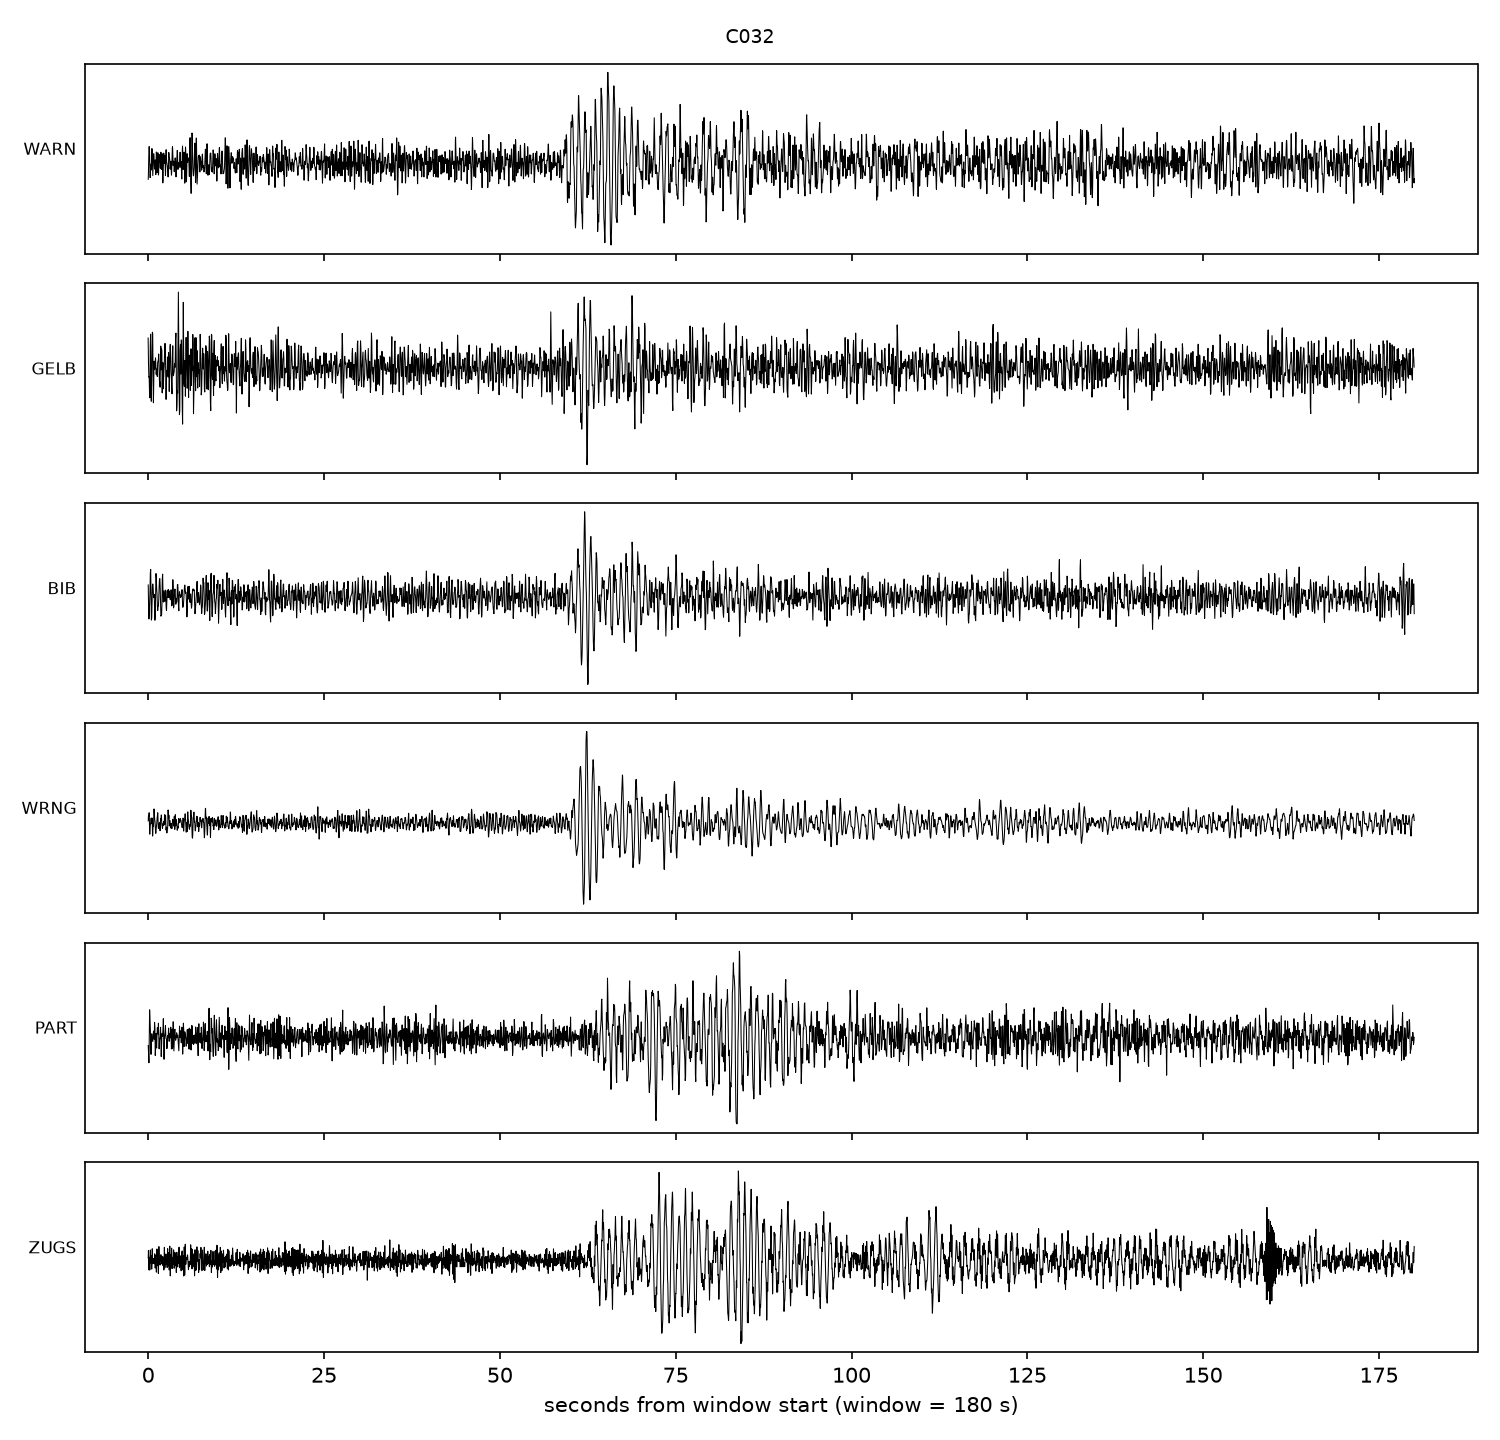 C032
WARN
GELB
BIB
WRNG
PART
ZUGS
0 25 50 75 100 125 150 175
seconds from window start (window = 180 s)